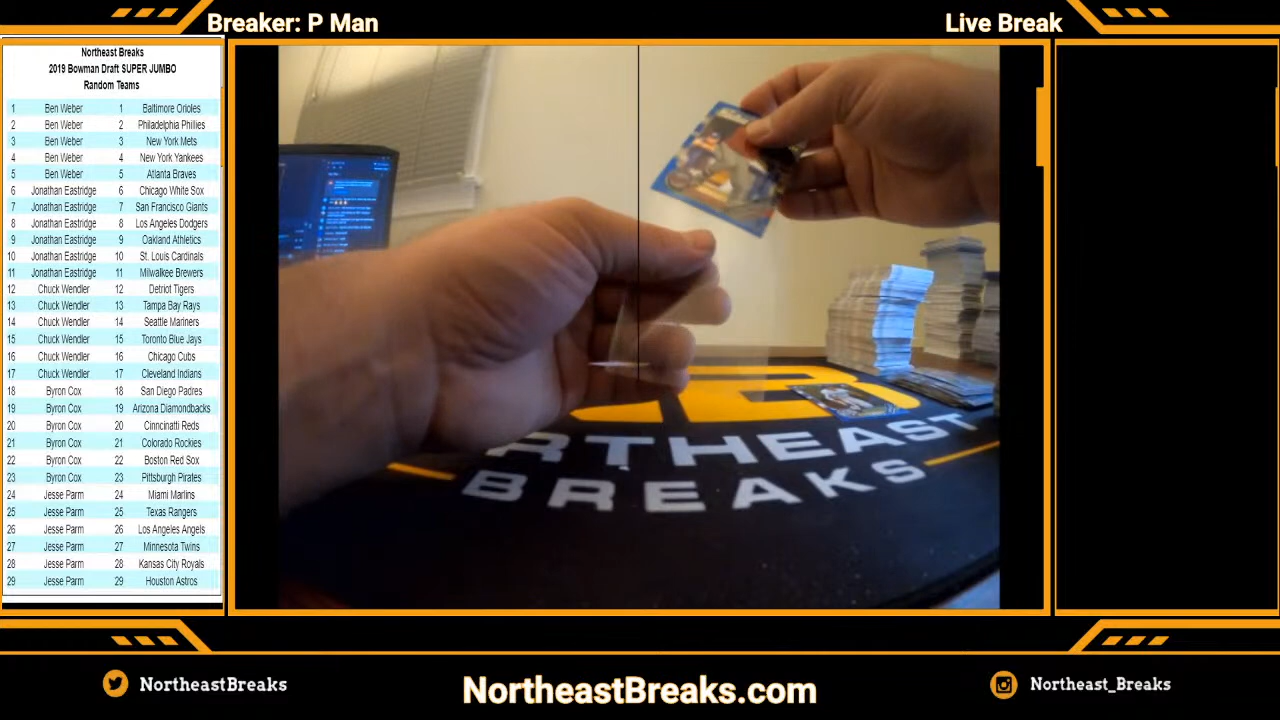 Breaker: P Man
Live Break
Northeast Breaks
2019 Bowman Draft SUPER JUMBO
Random Teams
1 Ben Weber 1 Baltimore Orioles
2 Ben Weber 2 Philadelphia Phillies
3 Ben Weber 3 New York Mets
4 Ben Weber 4 New York Yankees
5 Ben Weber 5 Atlanta Braves
6 Jonathan Eastridge 6 Chicago White Sox
7 Jonathan Eastridge 7 San Francisco Giants
8 Jonathan Eastridge 8 Los Angeles Dodgers
9 Jonathan Eastridge 9 Oakland Athletics
10 Jonathan Eastridge 10 St. Louis Cardinals
11 Jonathan Eastridge 11 Milwalkee Brewers
12 Chuck Wendler 12 Detriot Tigers
13 Chuck Wendler 13 Tampa Bay Rays
14 Chuck Wendler 14 Seattle Mariners
15 Chuck Wendler 15 Toronto Blue Jays
16 Chuck Wendler 16 Chicago Cubs
17 Chuck Wendler 17 Cleveland Indians
18 Byron Cox 18 San Diego Padres
19 Byron Cox 19 Arizona Diamondbacks
20 Byron Cox 20 Cinncinatti Reds
21 Byron Cox 21 Colorado Rockies
22 Byron Cox 22 Boston Red Sox
23 Byron Cox 23 Pittsburgh Pirates
24 Jesse Parm 24 Miami Marlins
25 Jesse Parm 25 Texas Rangers
26 Jesse Parm 26 Los Angeles Angels
27 Jesse Parm 27 Minnesota Twins
28 Jesse Parm 28 Kansas City Royals
29 Jesse Parm 29 Houston Astros
RTHEAST
BREAKS
NortheastBreaks
NortheastBreaks.com
Northeast_Breaks